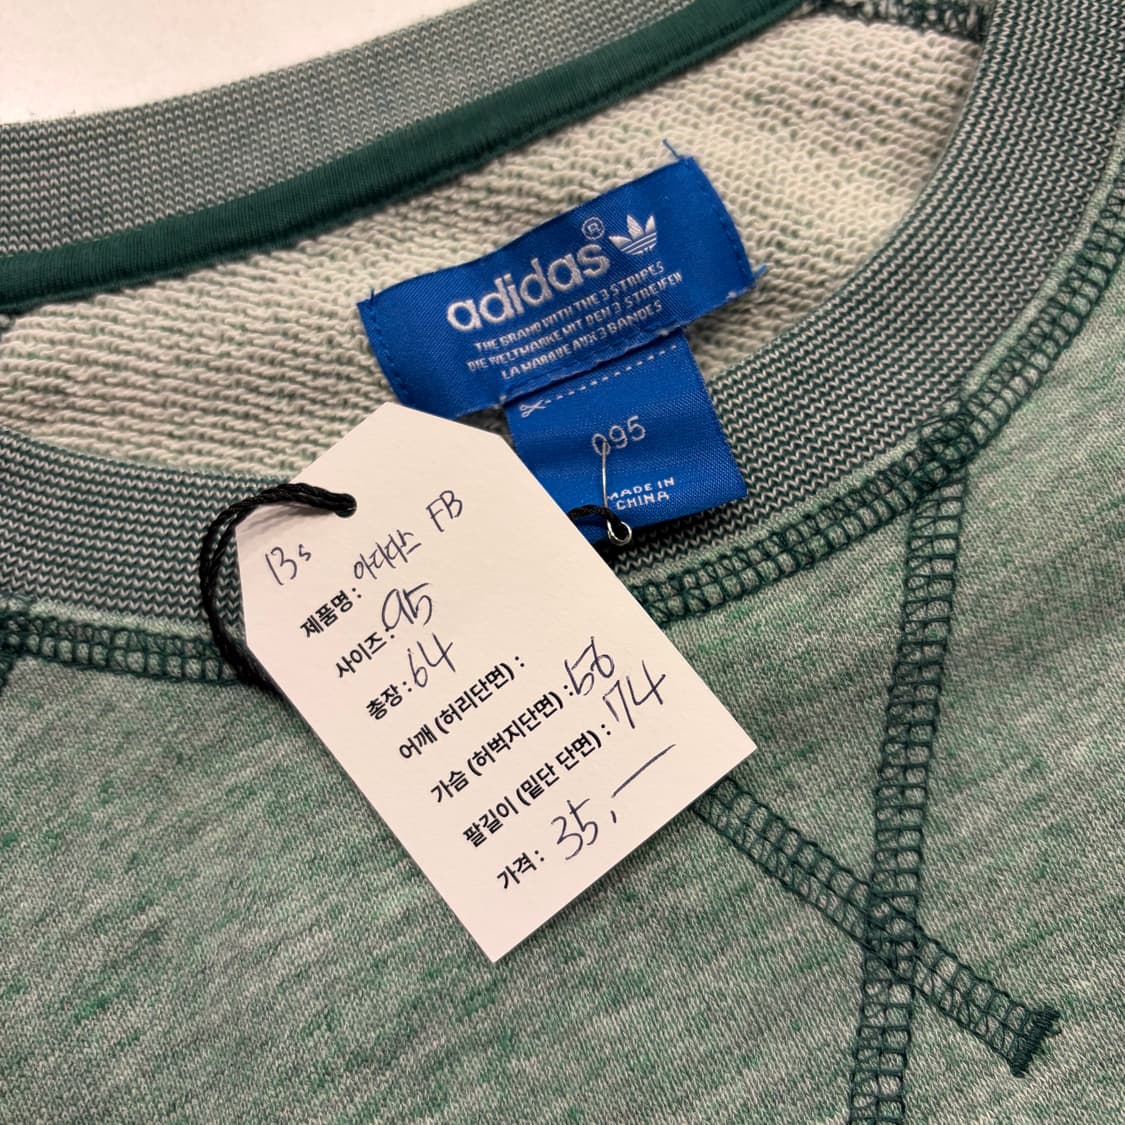 adidas®
THE BRAND WITH THE 3 STRIPES
DIE WELTMARKE MIT DEN 3 STREIFEN
LA MARQUE AUX 3 BANDES
095
MADE IN
CHINA
13s
제품명: 아디다스 FB
사이즈: 95
총장: 64
어깨 (허리단면) :
가슴 (허벅지단면) : 56
팔길이 (밑단 단면) : 74
가격: 35,—